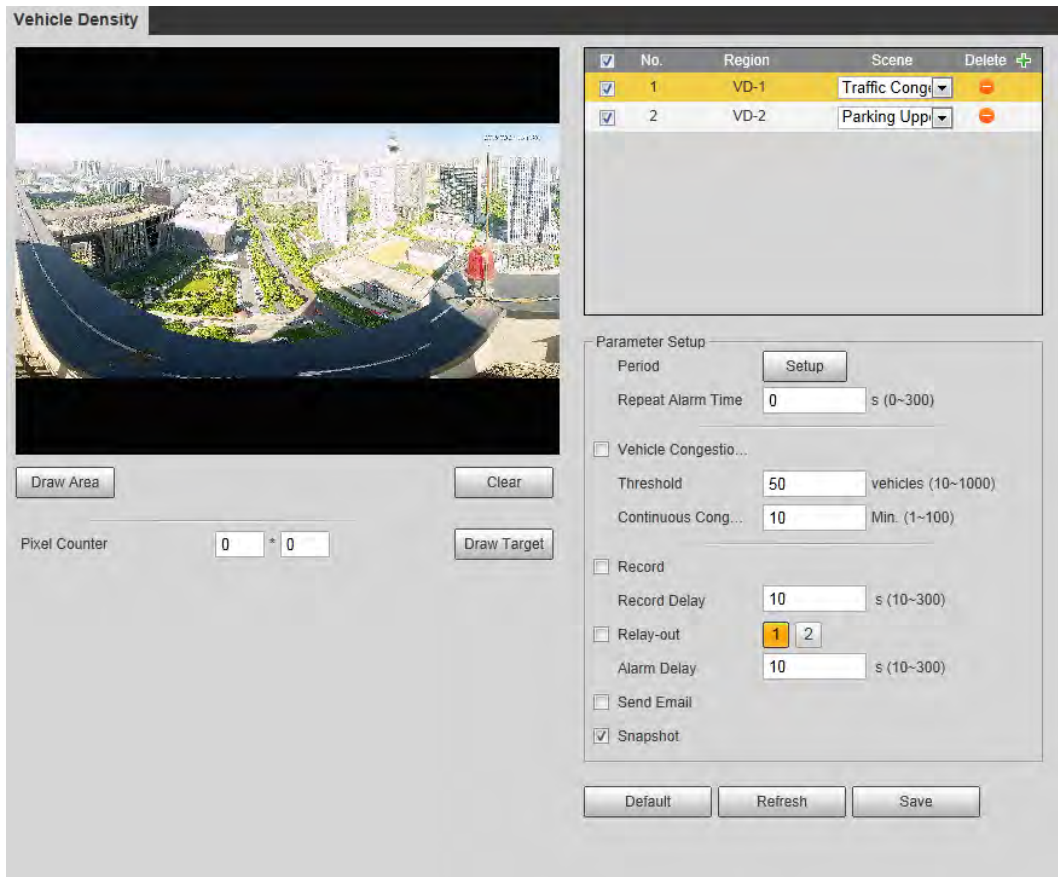 Vehicle Density
No. Region Scene Delete
1 VD-1 Traffic Conge
2 VD-2 Parking Upp
Parameter Setup
Period Setup
Repeat Alarm Time 0 s (0~300)
Vehicle Congestio...
Threshold 50 vehicles (10~1000)
Continuous Cong... 10 Min. (1~100)
Record
Record Delay 10 s (10~300)
Relay-out 1 2
Alarm Delay 10 s (10~300)
Send Email
Snapshot
Default Refresh Save
Draw Area Clear
Pixel Counter 0 * 0 Draw Target